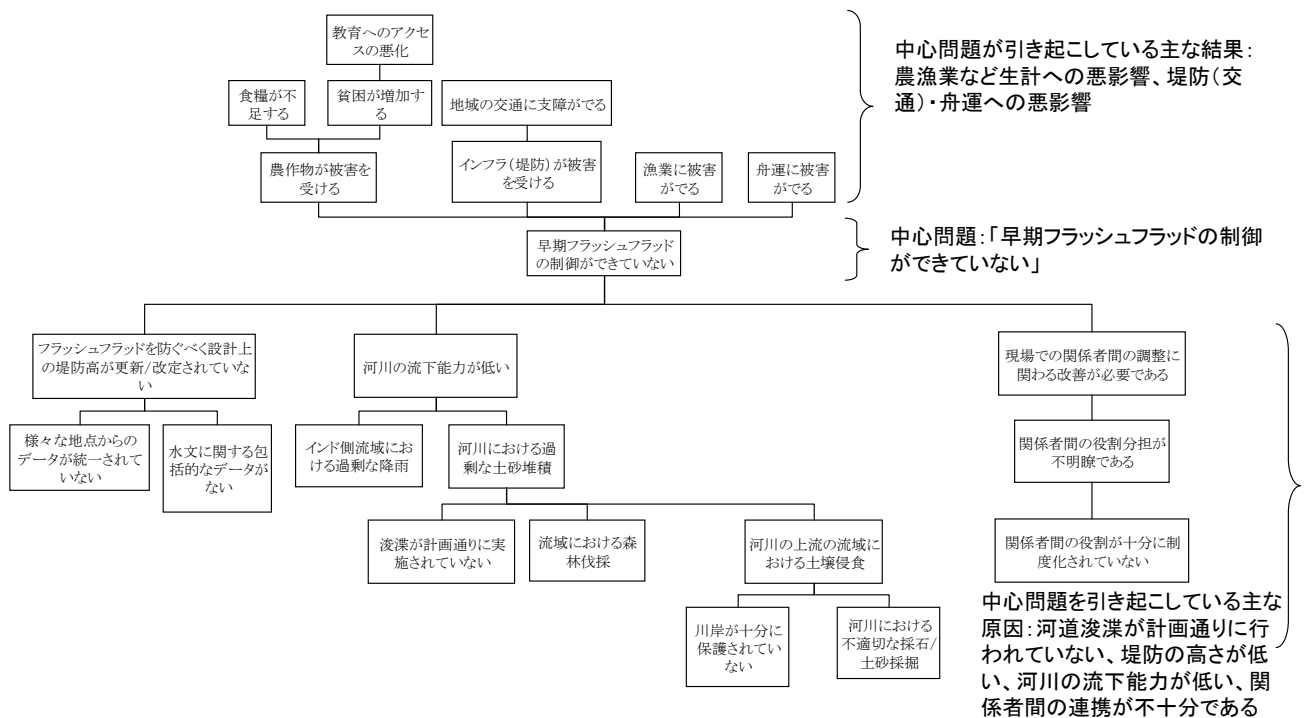 教育へのアクセ
スの悪化
食糧が不
足する
貧困が増加す
る
地域の交通に支障がでる
農作物が被害を
受ける
インフラ(堤防)が被害
を受ける
漁業に被害
がでる
舟運に被害
がでる
中心問題が引き起こしている主な結果:
農漁業など生計への悪影響、堤防(交
通)・舟運への悪影響
早期フラッシュフラッド
の制御ができていない
中心問題:「早期フラッシュフラッドの制御
ができていない」
フラッシュフラッドを防ぐべく設計上
の堤防高が更新/改定されていな
い
河川の流下能力が低い
現場での関係者間の調整に
関わる改善が必要である
様々な地点からの
データが統一されて
いない
水文に関する包
括的なデータが
ない
インド側流域にお
ける過剰な降雨
河川における過
剰な土砂堆積
関係者間の役割分担が
不明瞭である
浚渫が計画通りに実
施されていない
流域における森
林伐採
河川の上流の流域に
おける土壌侵食
関係者間の役割が十分に制
度化されていない
川岸が十分に
保護されてい
ない
河川における
不適切な採石/
土砂採掘
中心問題を引き起こしている主な
原因:河道浚渫が計画通りに行
われていない、堤防の高さが低
い、河川の流下能力が低い、関
係者間の連携が不十分である